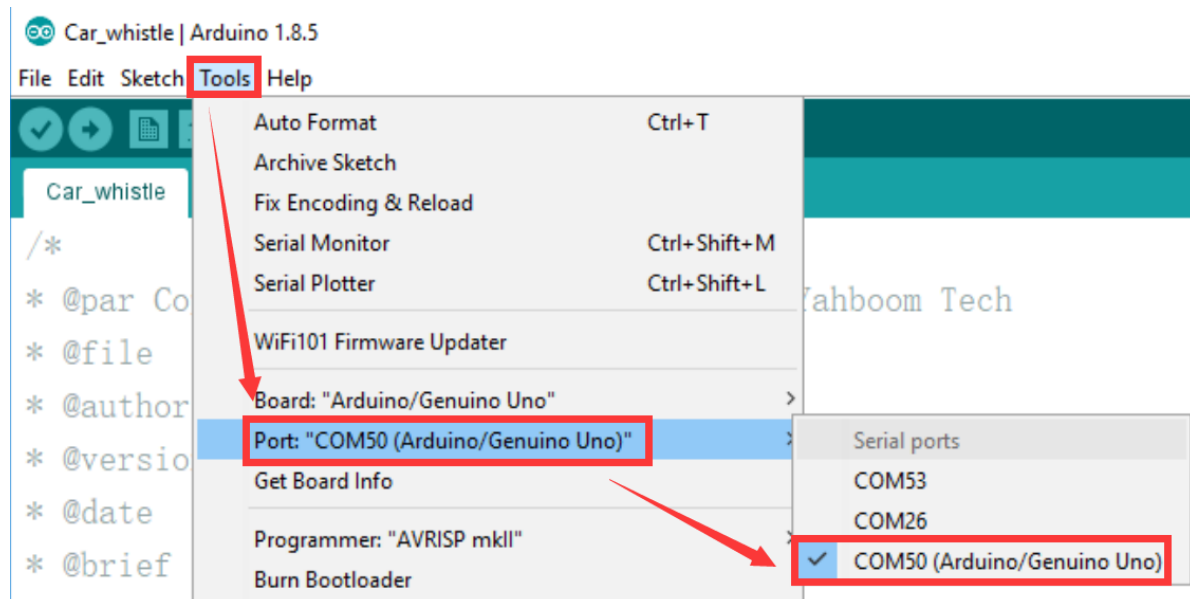 Car_whistle | Arduino 1.8.5
File Edit Sketch Tools Help
Auto Format Ctrl+T
Archive Sketch
Car_whistle
Fix Encoding & Reload
/*
Serial Monitor Ctrl+Shift+M
Serial Plotter Ctrl+Shift+L
* @par Tech
WiFi101 Firmware Updater
* @file
Board: "Arduino/Genuino Uno"
* @author
Port: "COM50 (Arduino/Genuino Uno)"
Serial ports
*
Get Board Info
COM53
* @date
COM26
Programmer: "AVRISP mkII"
COM50 (Arduino/Genuino Uno)
* @brief
Burn Bootloader